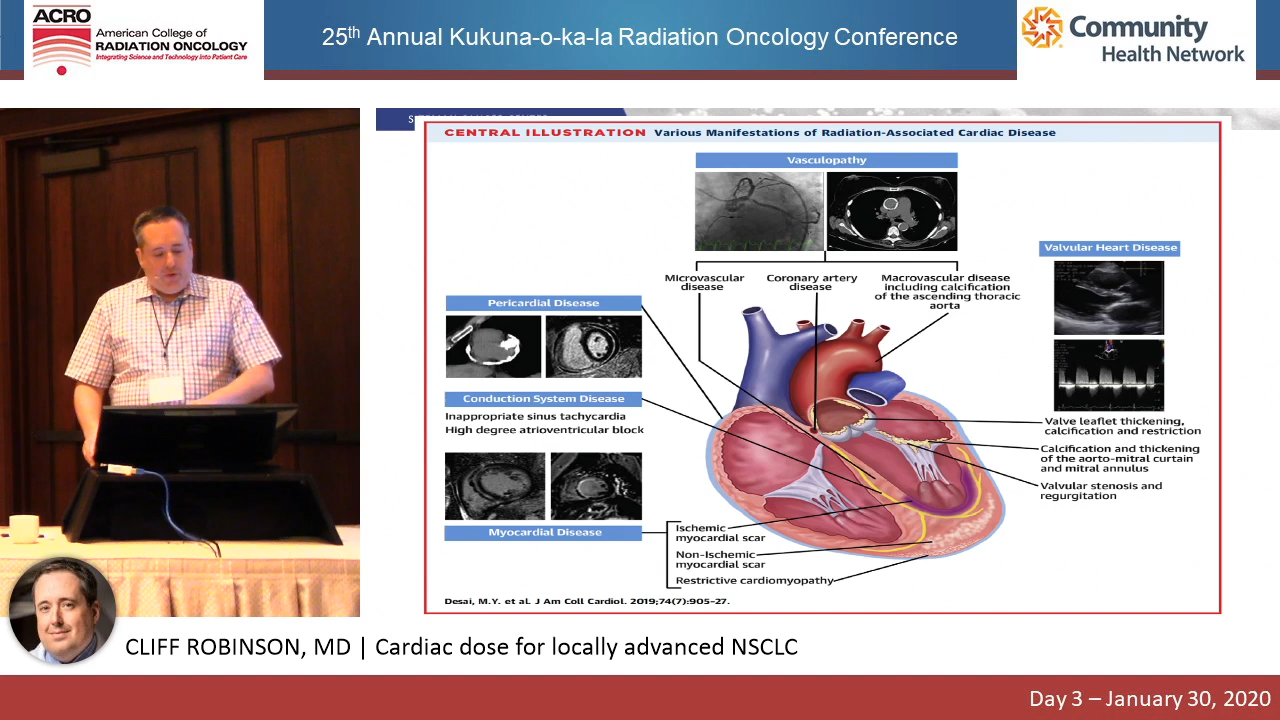 ACRO
American College of
RADIATION ONCOLOGY
Integrating Science and Technology into Patient Care
25th Annual Kukuna-o-ka-la Radiation Oncology Conference
Community
Health Network
CENTRAL ILLUSTRATION Various Manifestations of Radiation-Associated Cardiac Disease
Vasculopathy
Microvascular
disease
Coronary artery
disease
Macrovascular disease
including calcification
of the ascending thoracic
aorta
Valvular Heart Disease
Pericardial Disease
Conduction System Disease
Inappropriate sinus tachycardia
High degree atrioventricular block
Valve leaflet thickening,
calcification and restriction
Calcification and thickening
of the aorto-mitral curtain
and mitral annulus
Valvular stenosis and
regurgitation
Myocardial Disease
Ischemic
myocardial scar
Non-Ischemic
myocardial scar
Restrictive cardiomyopathy
Desai, M.Y. et al. J Am Coll Cardiol. 2019;74(7):905–27.
CLIFF ROBINSON, MD | Cardiac dose for locally advanced NSCLC
Day 3 – January 30, 2020